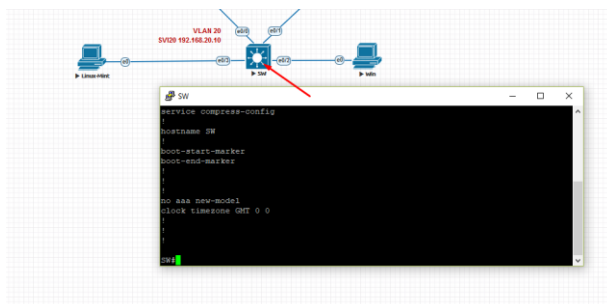 VLAN 20
SVI20 192.168.20.10
e0/0
e0/1
e0
e0/3
e0/2
e0
Linux-Mint
SW
Win
SW
service compress-config
!
hostname SW
!
boot-start-marker
boot-end-marker
!
!
!
no aaa new-model
clock timezone GMT 0 0
!
!
!
SW#